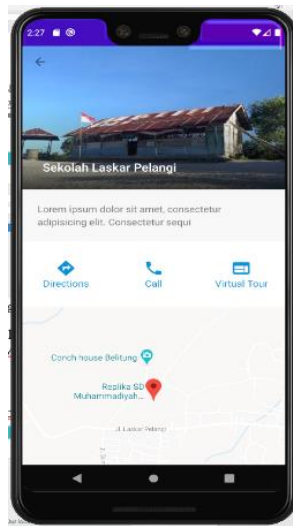 2:27
Sekolah Laskar Pelangi
Lorem ipsum dolor sit amet, consectetur
adipisicing elit. Consectetur sequi
Directions
Call
Virtual Tour
Conch house Belitung
Replika SD
Muhammadiyah...
Jl Laskar Pelangi